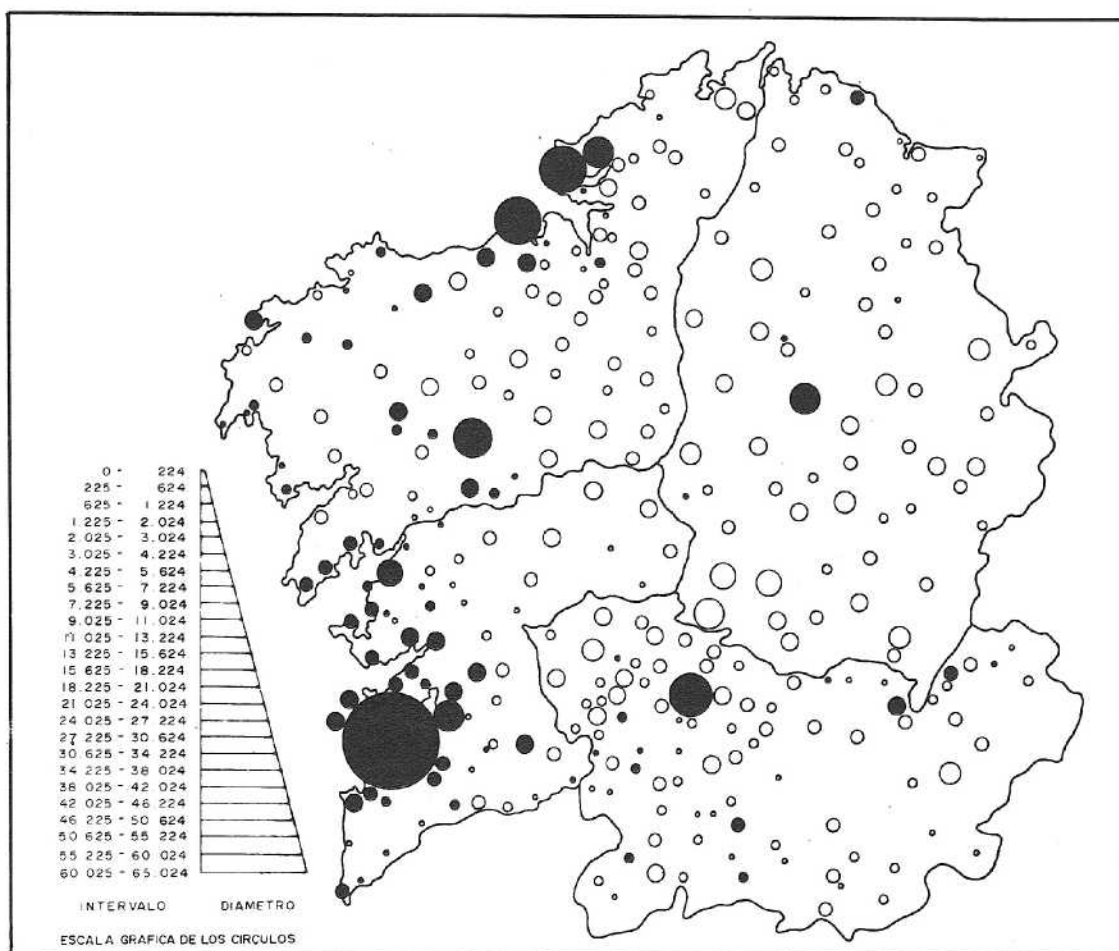 0 - 224
225 - 624
625 - 1 224
1.225 - 2.024
2.025 - 3.024
3.025 - 4.224
4.225 - 5.624
5 625 - 7 224
7 225 - 9 024
9.025 - 11.024
11 025 - 13.224
13.225 - 15.624
15 625 - 18.224
18.225 - 21.024
21 025 - 24.024
24 025 - 27 224
27.225 - 30 624
30.625 - 34 224
34.225 - 38 024
38 025 - 42 024
42 025 - 46 224
46.225 - 50 624
50.625 - 55 224
55 225 - 60 024
60 025 - 65.024
INTERVALO DIAMETRO
ESCALA GRAFICA DE LOS CIRCULOS